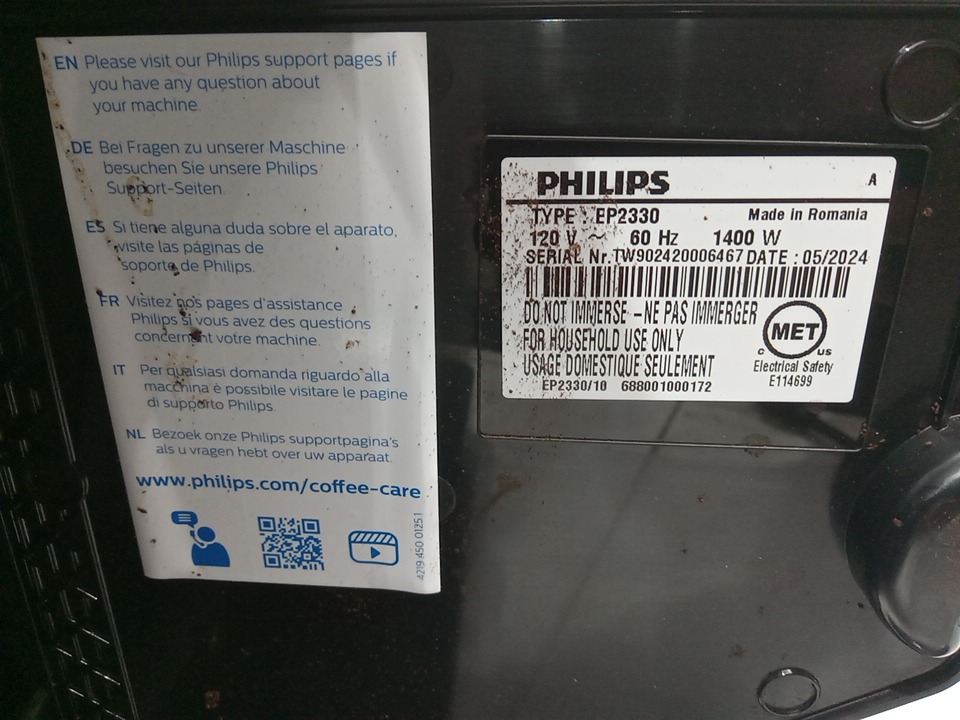 EN Please visit our Philips support pages if
you have any question about
your machine.
DE Bei Fragen zu unserer Maschine
besuchen Sie unsere Philips
Support-Seiten.
ES Si tiene alguna duda sobre el aparato,
visite las páginas de
soporte de Philips.
FR Visitez nos pages d'assistance
Philips si vous avez des questions
concernant votre machine.
IT Per qualsiasi domanda riguardo alla
macchina è possibile visitare le pagine
di supporto Philips.
NL Bezoek onze Philips supportpagina's
als u vragen hebt over uw apparaat.
www.philips.com/coffee-care
4219.450.0125.1
PHILIPS A
TYPE : EP2330 Made in Romania
120 V ~ 60 Hz 1400 W
SERIAL Nr.TW902420006467 DATE : 05/2024
DO NOT IMMERSE - NE PAS IMMERGER
FOR HOUSEHOLD USE ONLY
USAGE DOMESTIQUE SEULEMENT
EP2330/10 688001000172
MET
C US
Electrical Safety
E114699